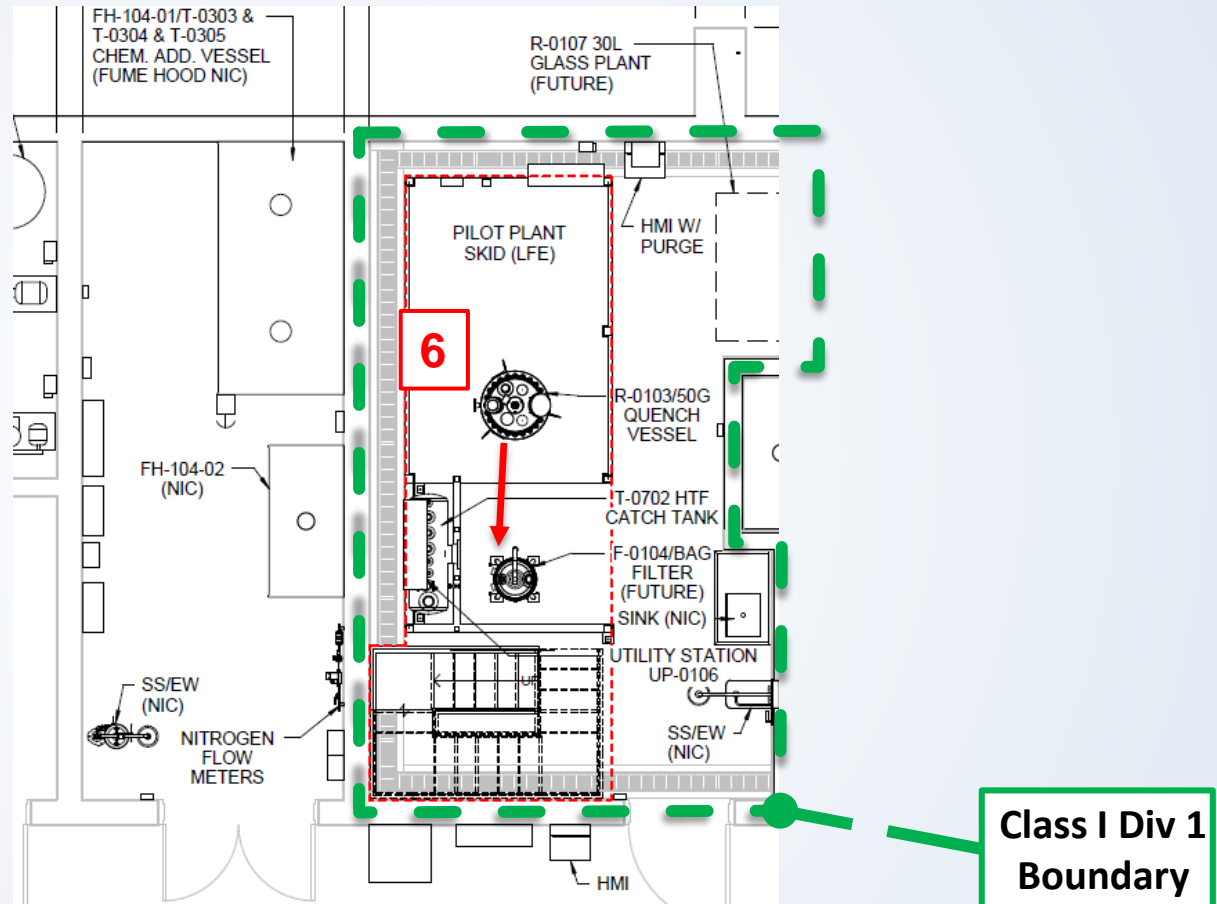 FH-104-01/T-0303 &
T-0304 & T-0305
CHEM. ADD. VESSEL
(FUME HOOD NIC)
R-0107 30L
GLASS PLANT
(FUTURE)
PILOT PLANT
SKID (LFE)
HMI W/
PURGE
6
R-0103/50G
QUENCH
VESSEL
FH-104-02
(NIC)
T-0702 HTF
CATCH TANK
F-0104/BAG
FILTER
(FUTURE)
SINK (NIC)
UTILITY STATION
UP-0106
UP
SS/EW
(NIC)
SS/EW
(NIC)
NITROGEN
FLOW
METERS
HMI
Class I Div 1
Boundary